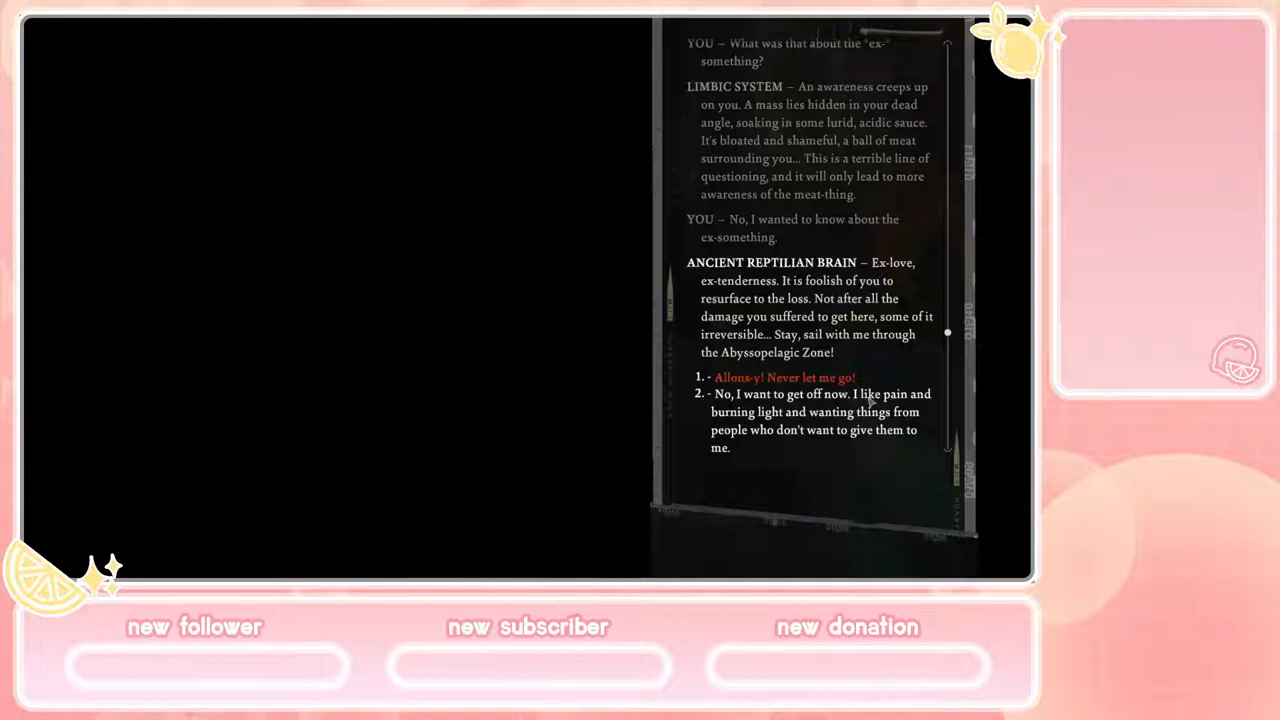 YOU – What was that about the "ex-"
something?
LIMBIC SYSTEM – An awareness creeps up
on you. A mass lies hidden in your dead
angle, soaking in some lurid, acidic sauce.
It's bloated and shameful, a ball of meat
surrounding you... This is a terrible line of
questioning, and it will only lead to more
awareness of the meat-thing.
YOU – No, I wanted to know about the
ex-something.
ANCIENT REPTILIAN BRAIN – Ex-love,
ex-tenderness. It is foolish of you to
resurface to the loss. Not after all the
damage you suffered to get here, some of it
irreversible... Stay, sail with me through
the Abyssopelagic Zone!
1. - Allons-y! Never let me go!
2. - No, I want to get off now. I like pain and
burning light and wanting things from
people who don't want to give them to
me.
new follower
new subscriber
new donation